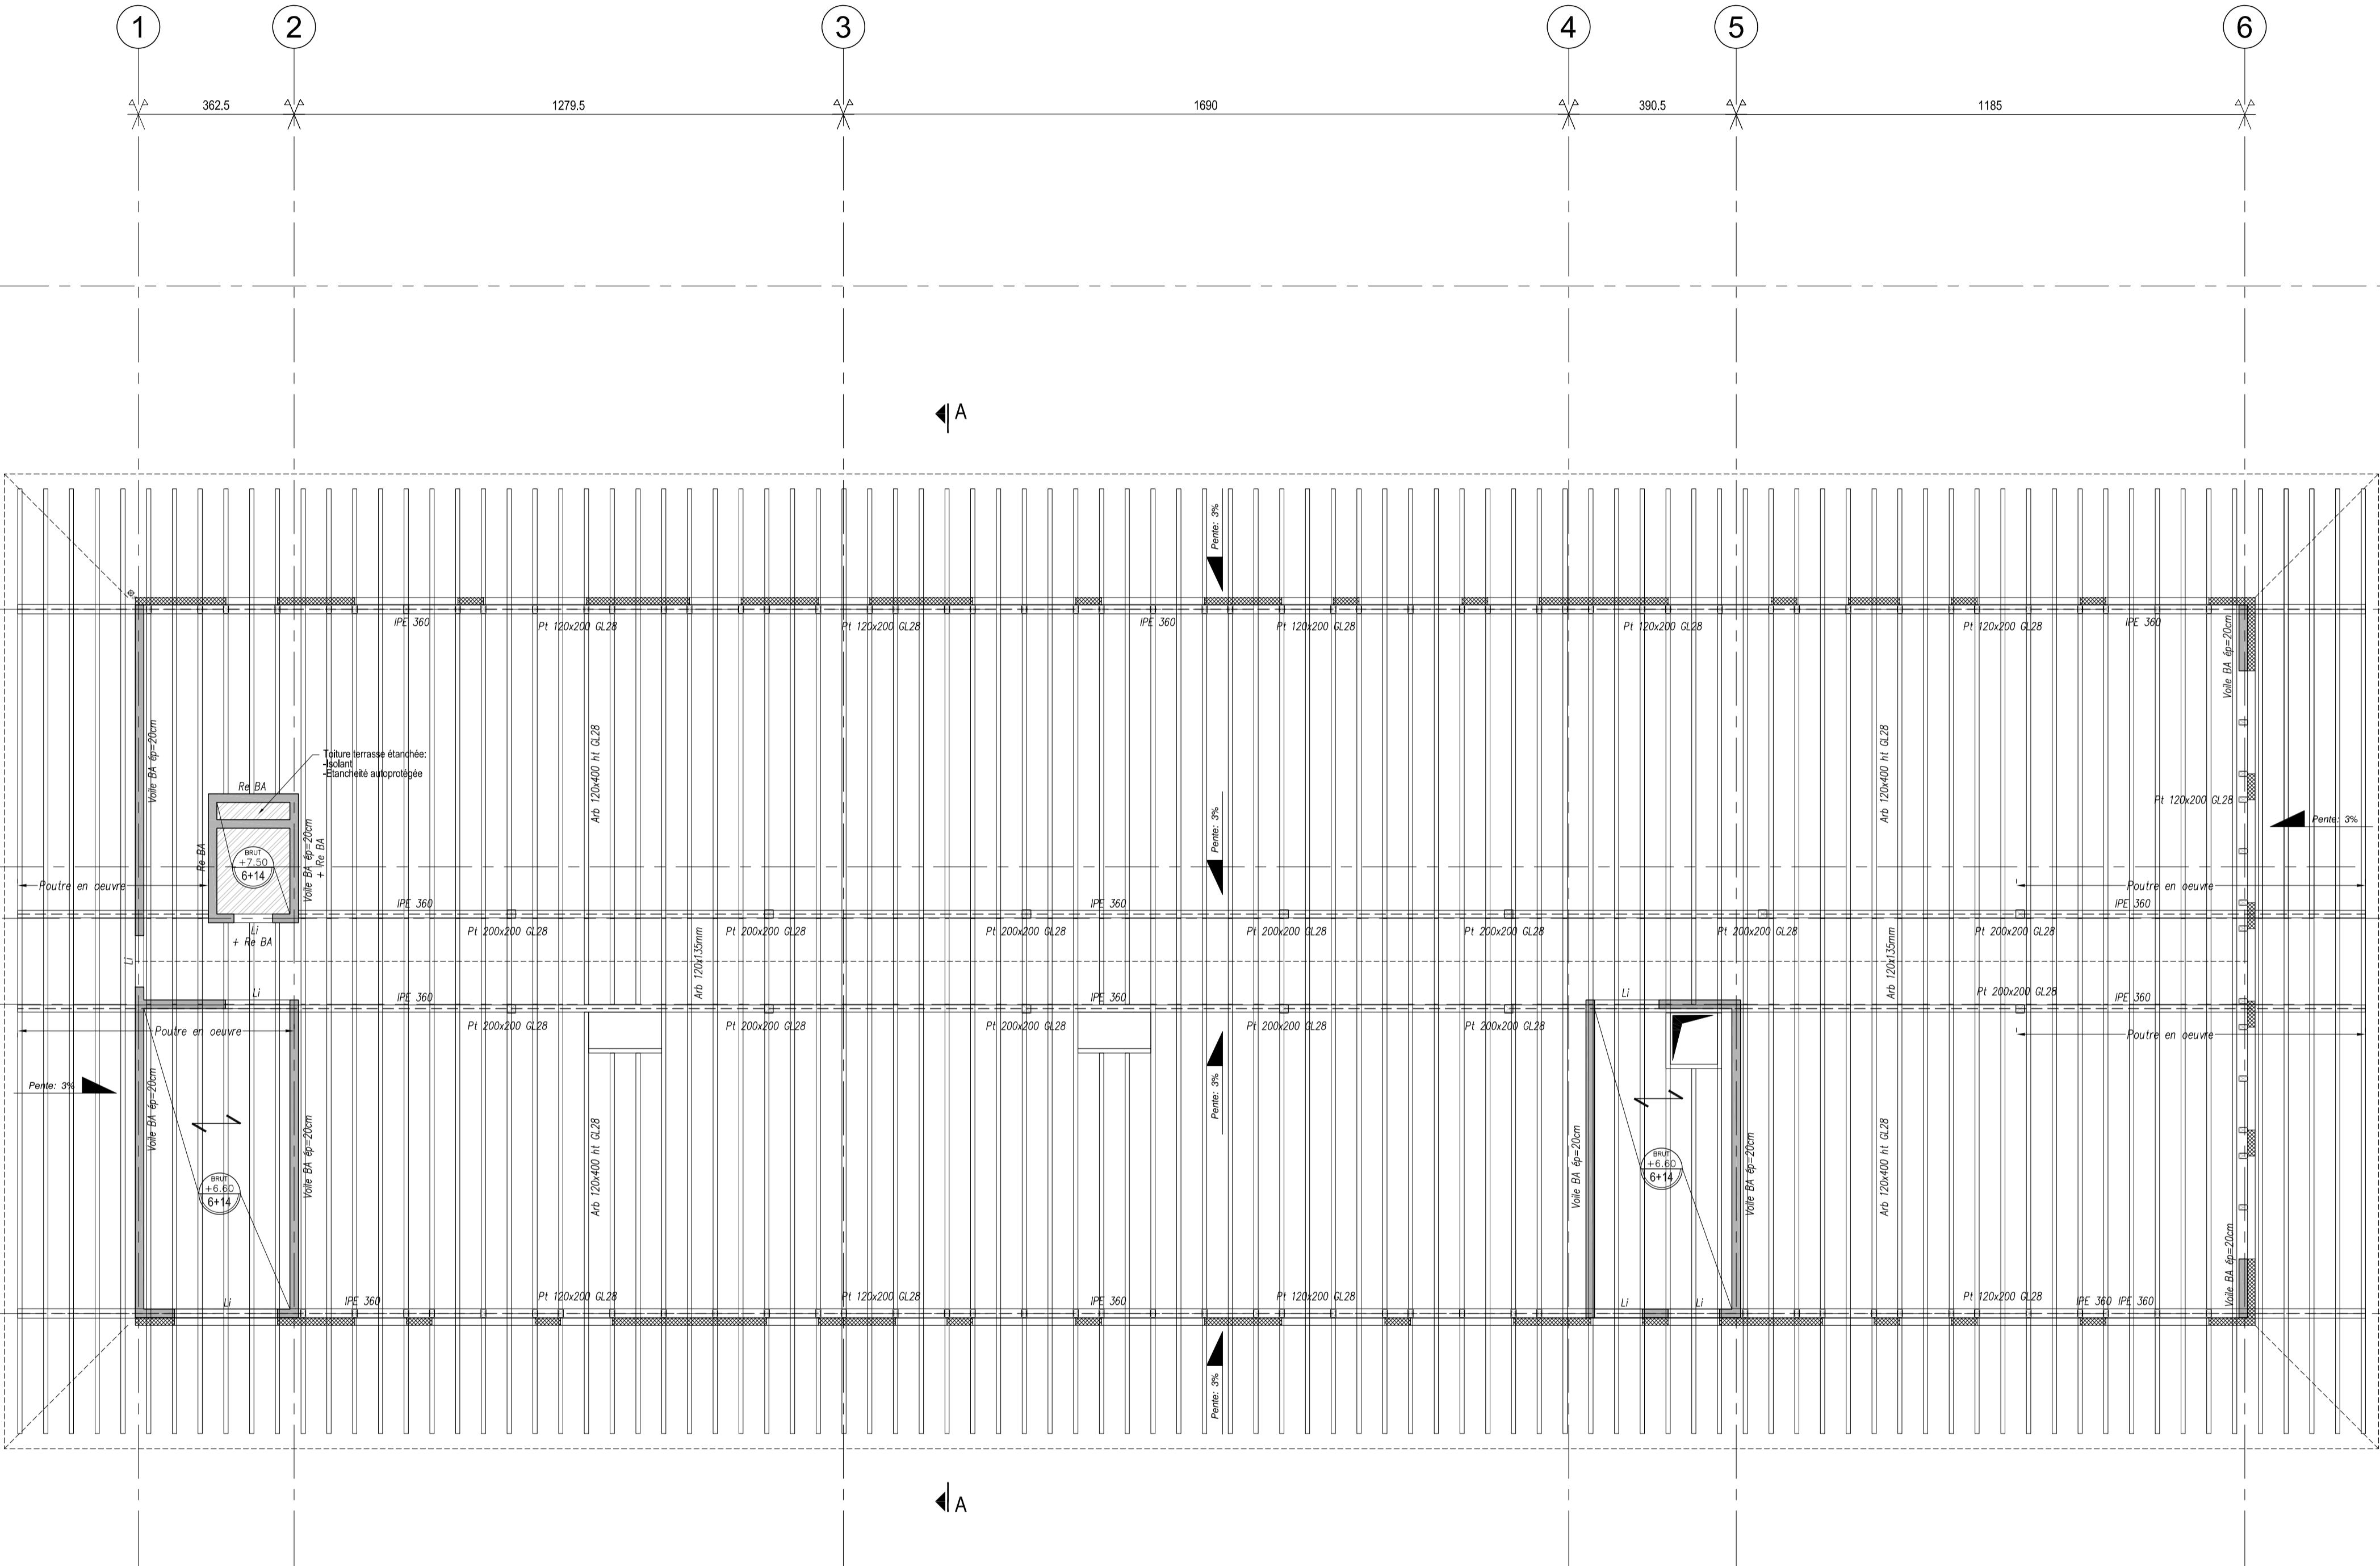 1 2 3 4 5 6
362.5 1279.5 1690 390.5 1185
A
Pente: 3%
IPE 360 IPE 360 IPE 360
Pt 120x200 GL28 Pt 120x200 GL28 Pt 120x200 GL28 Pt 120x200 GL28 Pt 120x200 GL28
Voile BA ép=20cm
Voile BA ép=20cm
Arb 120x400 ht GL28
Arb 120x400 ht GL28
Toiture terrasse étanchée:
-Isolant
-Etancheité autoprotégée
Re BA
Pt 120x200 GL28
Pente: 3%
Pente: 3%
Re BA
BRUT
+7.50
6+14
Voile BA ép=20cm
+ Re BA
Poutre en oeuvre
Poutre en oeuvre
IPE 360 IPE 360 IPE 360
Pt 200x200 GL28 Pt 200x200 GL28 Pt 200x200 GL28 Pt 200x200 GL28 Pt 200x200 GL28 Pt 200x200 GL28 Pt 200x200 GL28
Li
+ Re BA
Li
Arb 120x135mm
Arb 120x135mm
Li
Li
Pt 200x200 GL28
IPE 360 IPE 360 IPE 360
Pt 200x200 GL28 Pt 200x200 GL28 Pt 200x200 GL28 Pt 200x200 GL28 Pt 200x200 GL28
Poutre en oeuvre
Poutre en oeuvre
Pente: 3%
Pente: 3%
Voile BA ép=20cm
Voile BA ép=20cm
Arb 120x400 ht GL28
Voile BA ép=20cm
Voile BA ép=20cm
Arb 120x400 ht GL28
BRUT
+6.60
6+14
BRUT
+6.60
6+14
Voile BA ép=20cm
Li
IPE 360
Pt 120x200 GL28 Pt 120x200 GL28
IPE 360
Pt 120x200 GL28
Li
Li
Pt 120x200 GL28
IPE 360 IPE 360
Pente: 3%
A